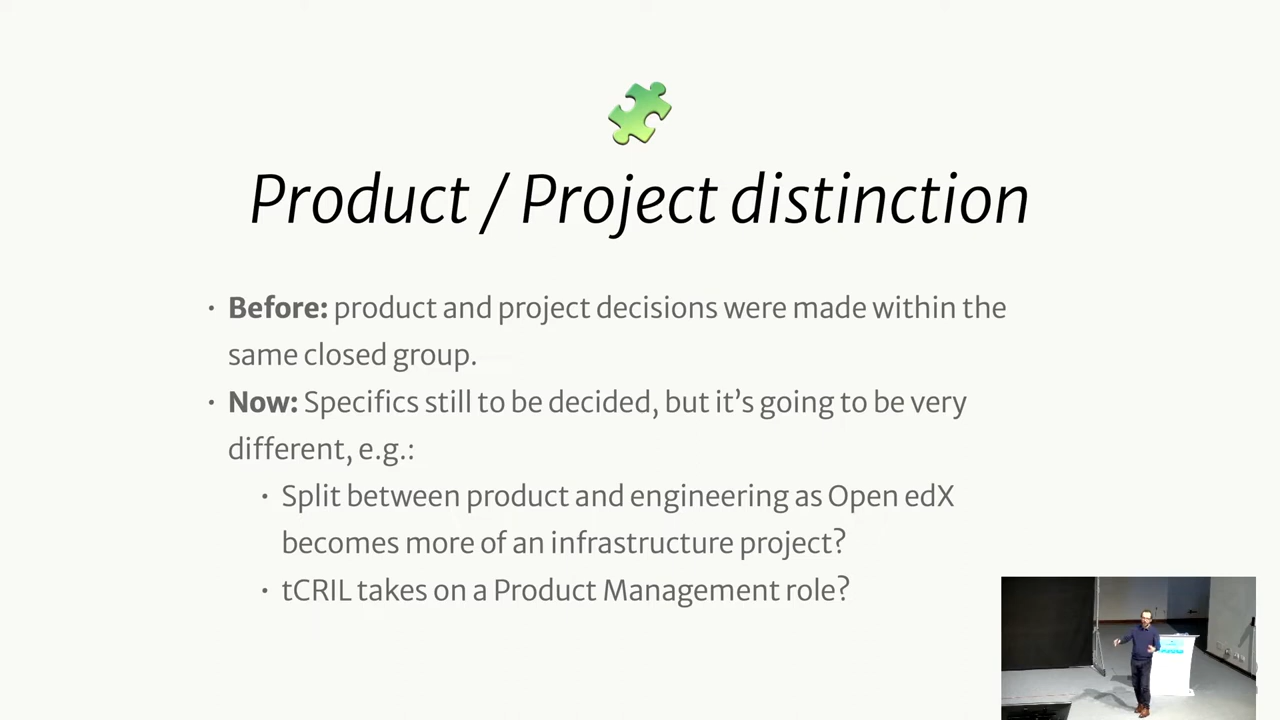 Product / Project distinction
• Before: product and project decisions were made within the
same closed group.
• Now: Specifics still to be decided, but it’s going to be very
different, e.g.:
• Split between product and engineering as Open edX
becomes more of an infrastructure project?
• tCRIL takes on a Product Management role?